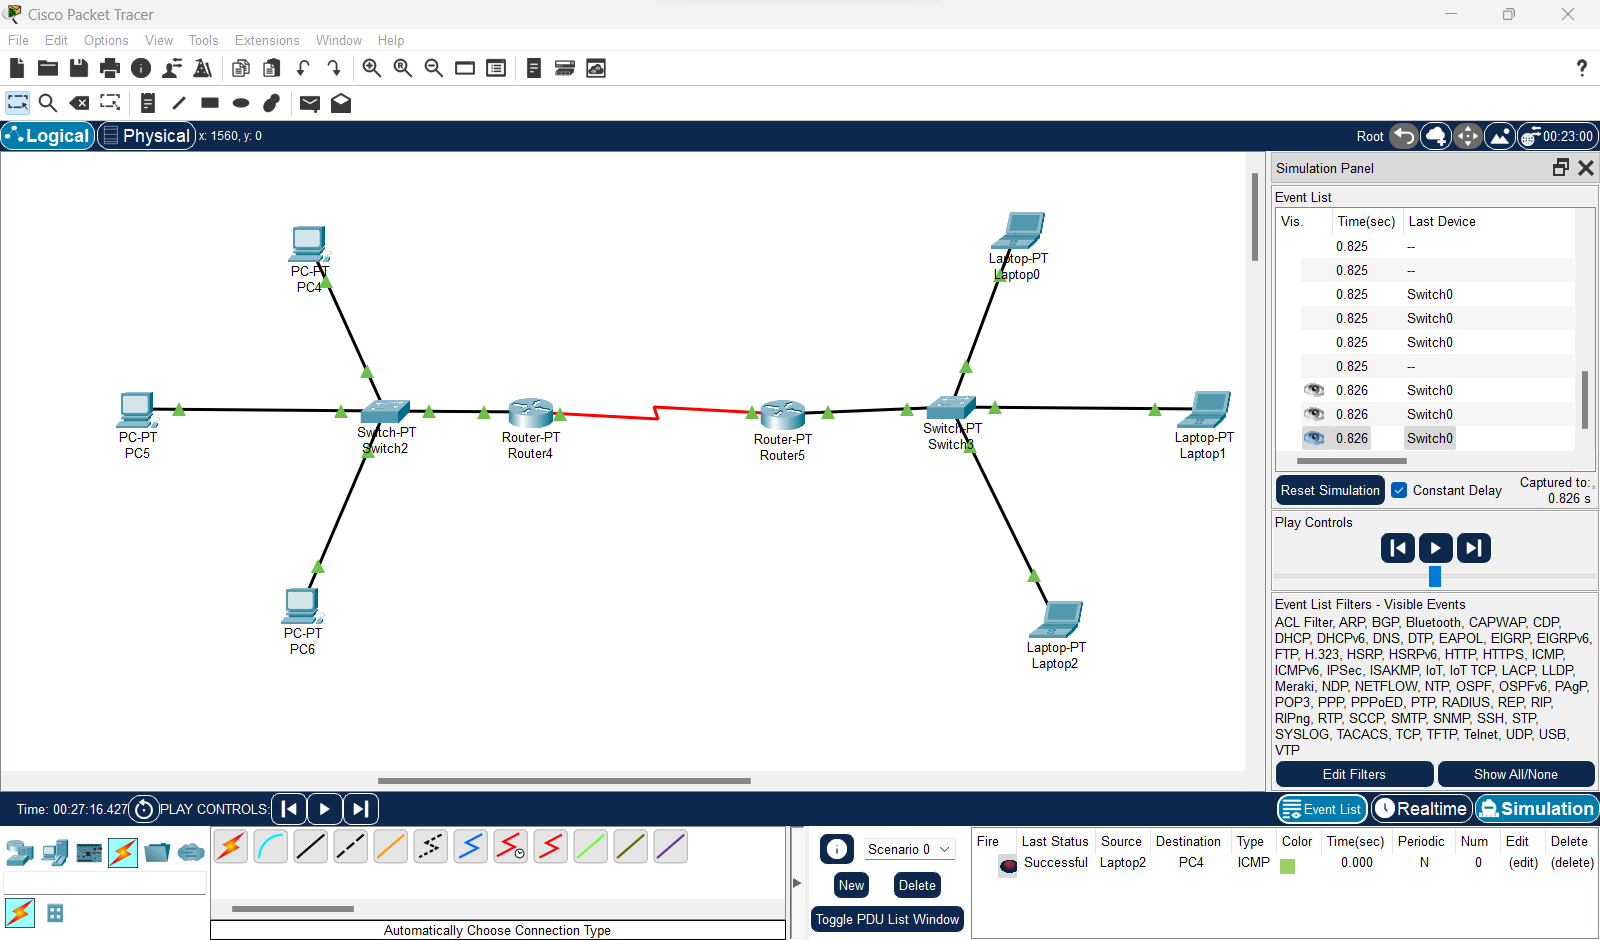 Cisco Packet Tracer
File Edit Options View Tools Extensions Window Help
?
Logical Physical x: 1560, y: 0 Root 00:23:00
PC-PT
PC4
PC-PT
PC5
PC-PT
PC6
Switch-PT
Switch2
Router-PT
Router4
Router-PT
Router5
Switch-PT
Switch3
Laptop-PT
Laptop0
Laptop-PT
Laptop1
Laptop-PT
Laptop2
Simulation Panel
Event List
Vis. Time(sec) Last Device
0.825 --
0.825 --
0.825 Switch0
0.825 Switch0
0.825 Switch0
0.825 --
0.826 Switch0
0.826 Switch0
0.826 Switch0
Reset Simulation Constant Delay Captured to:
0.826 s
Play Controls
Event List Filters - Visible Events
ACL Filter, ARP, BGP, Bluetooth, CAPWAP, CDP,
DHCP, DHCPv6, DNS, DTP, EAPOL, EIGRP, EIGRPv6,
FTP, H.323, HSRP, HSRPv6, HTTP, HTTPS, ICMP,
ICMPv6, IPSec, ISAKMP, IoT, IoT TCP, LACP, LLDP,
Meraki, NDP, NETFLOW, NTP, OSPF, OSPFv6, PAgP,
POP3, PPP, PPPoED, PTP, RADIUS, REP, RIP,
RIPng, RTP, SCCP, SMTP, SNMP, SSH, STP,
SYSLOG, TACACS, TCP, TFTP, Telnet, UDP, USB,
VTP
Edit Filters Show All/None
Time: 00:27:16.427 PLAY CONTROLS: Event List Realtime Simulation
Scenario 0
New Delete
Toggle PDU List Window
Automatically Choose Connection Type
Fire Last Status Source Destination Type Color Time(sec) Periodic Num Edit Delete
Successful Laptop2 PC4 ICMP 0.000 N 0 (edit) (delete)